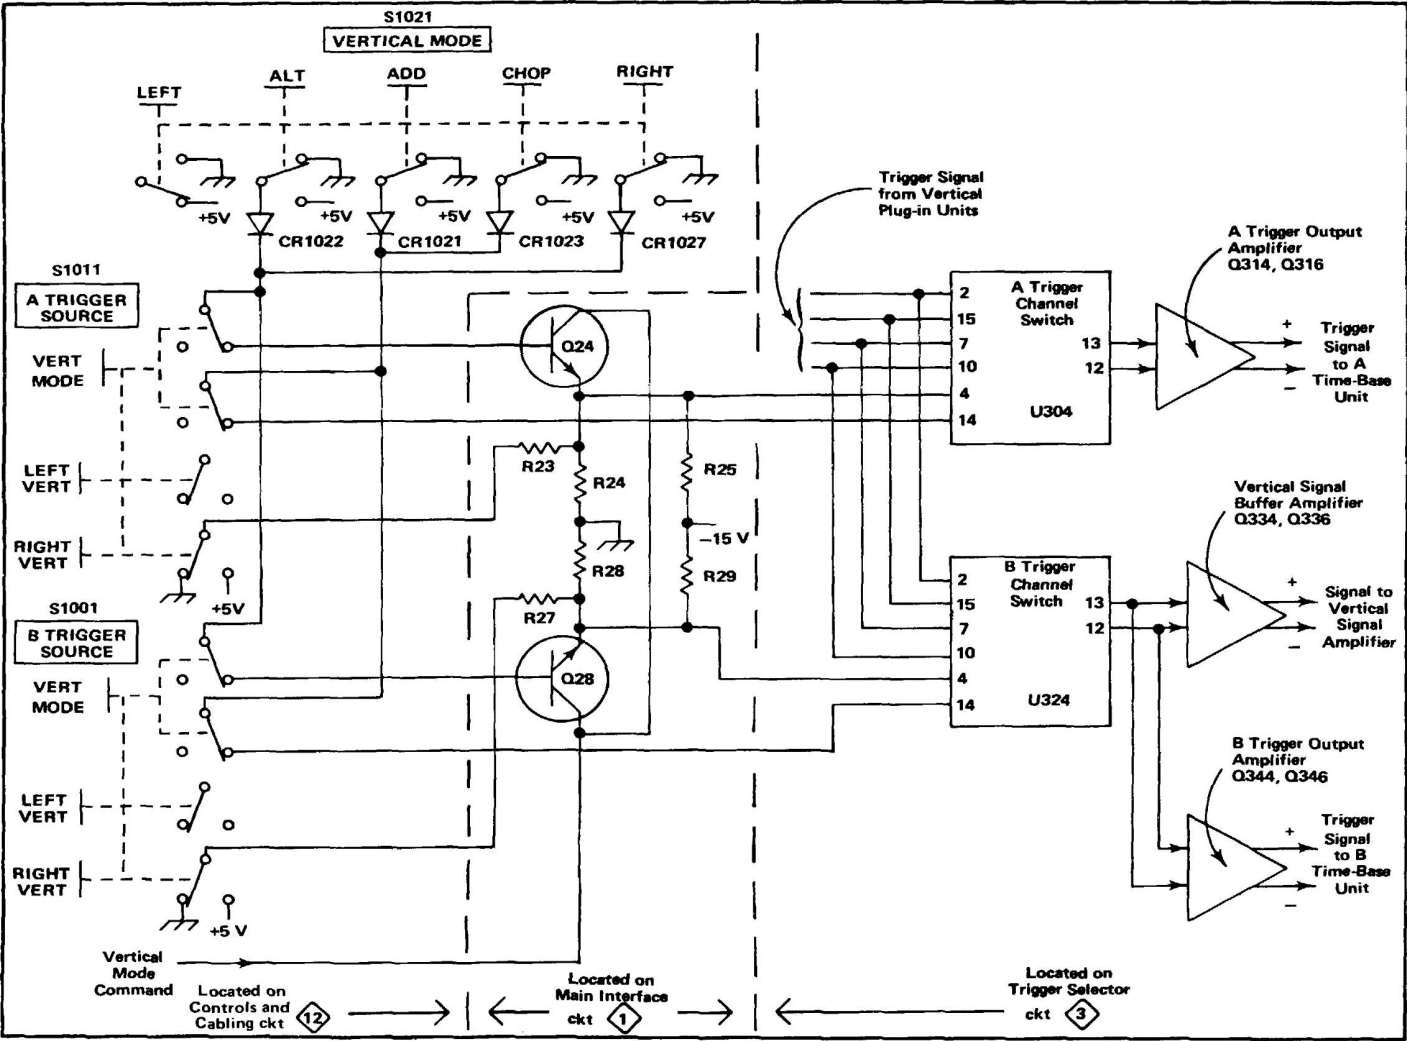 S1021
VERTICAL MODE
LEFT
ALT
ADD
CHOP
RIGHT
+5V
+5V
+5V
+5V
+5V
CR1022
CR1021
CR1023
CR1027
S1011
A TRIGGER
SOURCE
VERT
MODE
LEFT
VERT
RIGHT
VERT
+5V
S1001
B TRIGGER
SOURCE
VERT
MODE
LEFT
VERT
RIGHT
VERT
+5 V
Vertical
Mode
Command
Located on
Controls and
Cabling ckt
12
Q24
R23
R24
R25
−15 V
R28
R29
R27
Q28
Located on
Main Interface
ckt
1
Trigger Signal
from Vertical
Plug-in Units
2
15
7
10
4
14
A Trigger
Channel
Switch
13
12
U304
A Trigger Output
Amplifier
Q314, Q316
+
−
Trigger
Signal
to A
Time-Base
Unit
2
15
7
10
4
14
B Trigger
Channel
Switch
13
12
U324
Vertical Signal
Buffer Amplifier
Q334, Q336
+
−
Signal to
Vertical
Signal
Amplifier
B Trigger Output
Amplifier
Q344, Q346
+
−
Trigger
Signal
to B
Time-Base
Unit
Located on
Trigger Selector
ckt
3